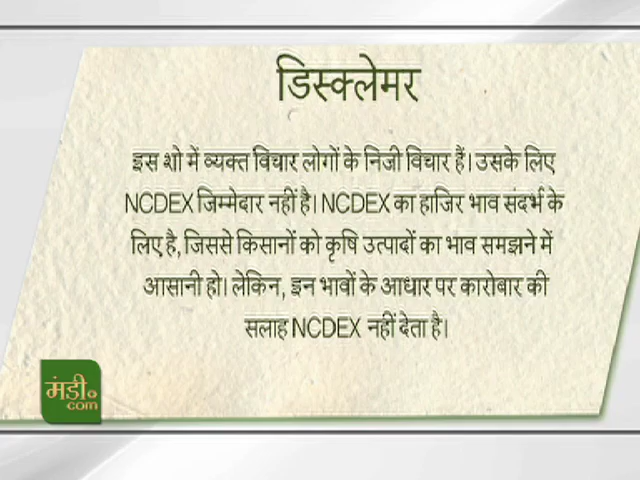 डिस्क्लेमर
इस शो में व्यक्त विचार लोगों के निजी विचार हैं। उसके लिए
NCDEX जिम्मेदार नहीं है। NCDEX का हाजिर भाव संदर्भ के
लिए है, जिससे किसानों को कृषि उत्पादों का भाव समझने में
आसानी हो। लेकिन, इन भावों के आधार पर कारोबार की
सलाह NCDEX नहीं देता है।
मंडी.
com